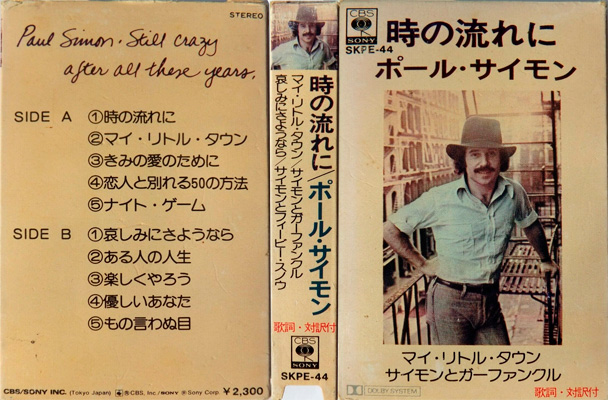 STEREO
Paul Simon. Still crazy
after all these years.
SIDE A ①時の流れに
②マイ・リトル・タウン
③きみの愛のために
④恋人と別れる50の方法
⑤ナイト・ゲーム
SIDE B ①哀しみにさようなら
②ある人の人生
③楽しくやろう
④優しいあなた
⑤もの言わぬ目
CBS/SONY INC. (Tokyo Japan) CBS, Inc./SONY Sony Corp. ¥2,300
時の流れに/ポール・サイモン
マイ・リトル・タウン/サイモンとガーファンクル
哀しみにさようなら/サイモンとフィービー・スノウ
歌詞・対訳付
CBS
SONY
SKPE-44
CBS
SONY
SKPE-44
時の流れに
ポール・サイモン
マイ・リトル・タウン
サイモンとガーファンクル
DOLBY SYSTEM
歌詞・対訳付